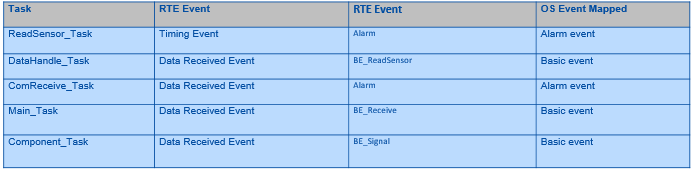 Task RTE Event RTE Event OS Event Mapped
ReadSensor_Task Timing Event Alarm Alarm event
DataHandle_Task Data Received Event BE_ReadSensor Basic event
ComReceive_Task Data Received Event Alarm Alarm event
Main_Task Data Received Event BE_Receive Basic event
Component_Task Data Received Event BE_Signal Basic event